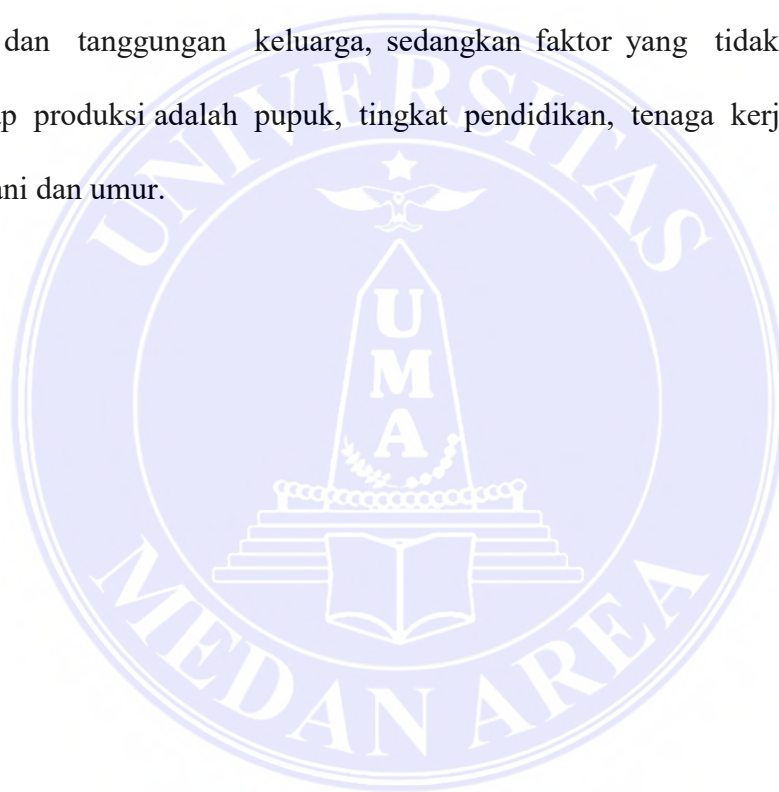 dan tanggungan keluarga, sedangkan faktor yang tidak
produksi adalah pupuk, tingkat pendidikan, tenaga
dan umur.
UNIVERSITAS
UMA
MEDAN AREA